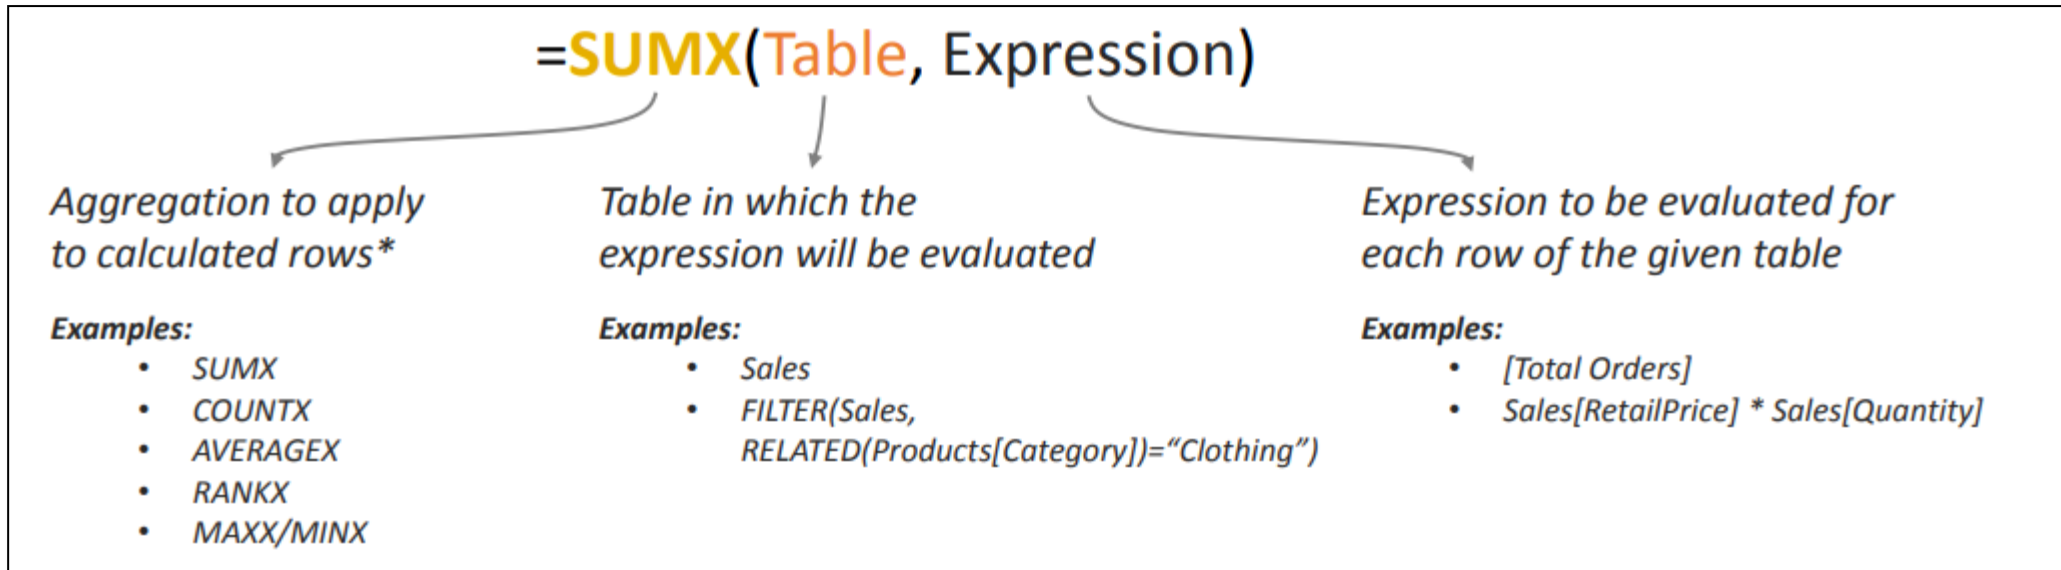 =SUMX(Table, Expression)
Aggregation to apply
to calculated rows*
Examples:
• SUMX
• COUNTX
• AVERAGEX
• RANKX
• MAXX/MINX
Table in which the
expression will be evaluated
Examples:
• Sales
• FILTER(Sales,
RELATED(Products[Category])=“Clothing”)
Expression to be evaluated for
each row of the given table
Examples:
• [Total Orders]
• Sales[RetailPrice] * Sales[Quantity]